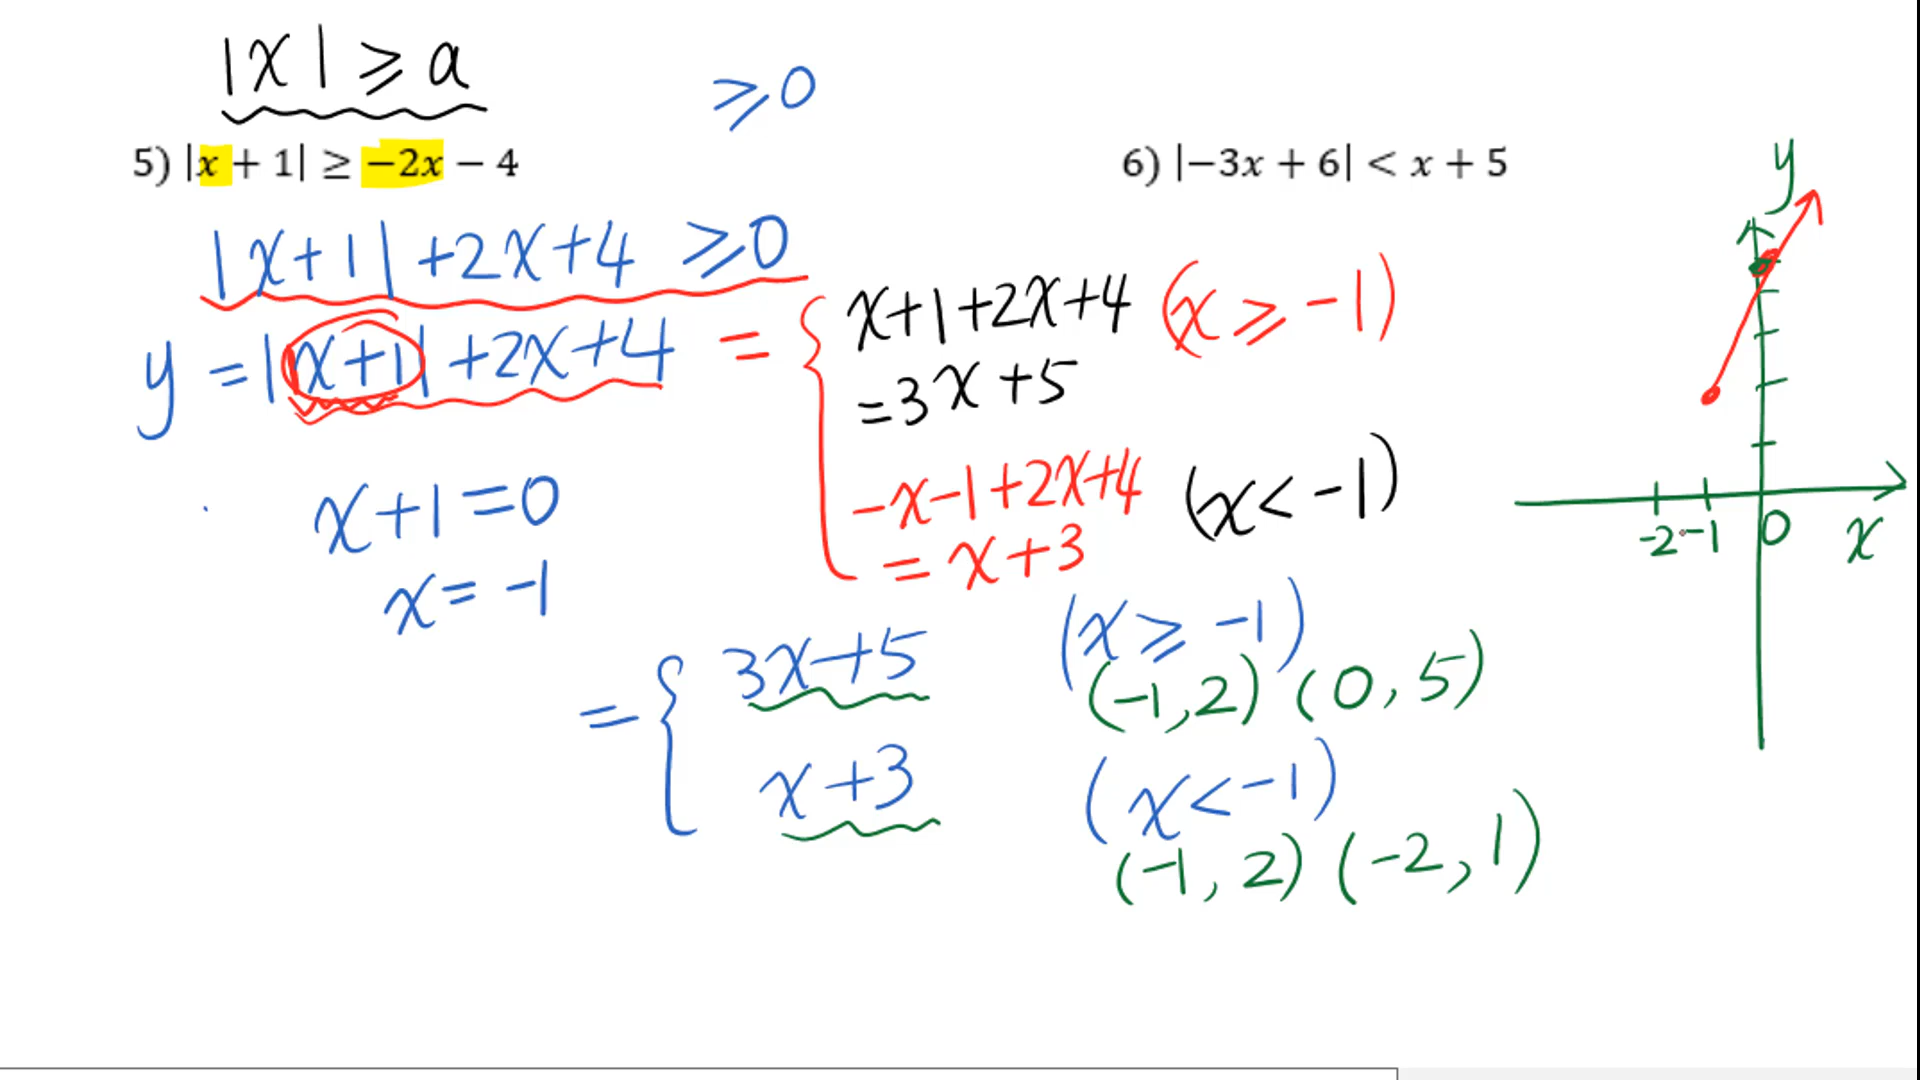 |x| ≥ a
≥0
5) |x + 1| ≥ −2x − 4
6) |−3x + 6| < x + 5
|x+1| +2x+4 ≥0
y = |x+1| +2x+4 = { x+1+2x+4 (x ≥ -1)
=3x+5
-x-1+2x+4 (x< -1)
= x+3
x+1=0
x= -1
= { 3x+5 (x ≥ -1)
(-1,2) (0,5)
x+3 (x< -1)
(-1, 2) (-2, 1)
y
-2 -1 0 x